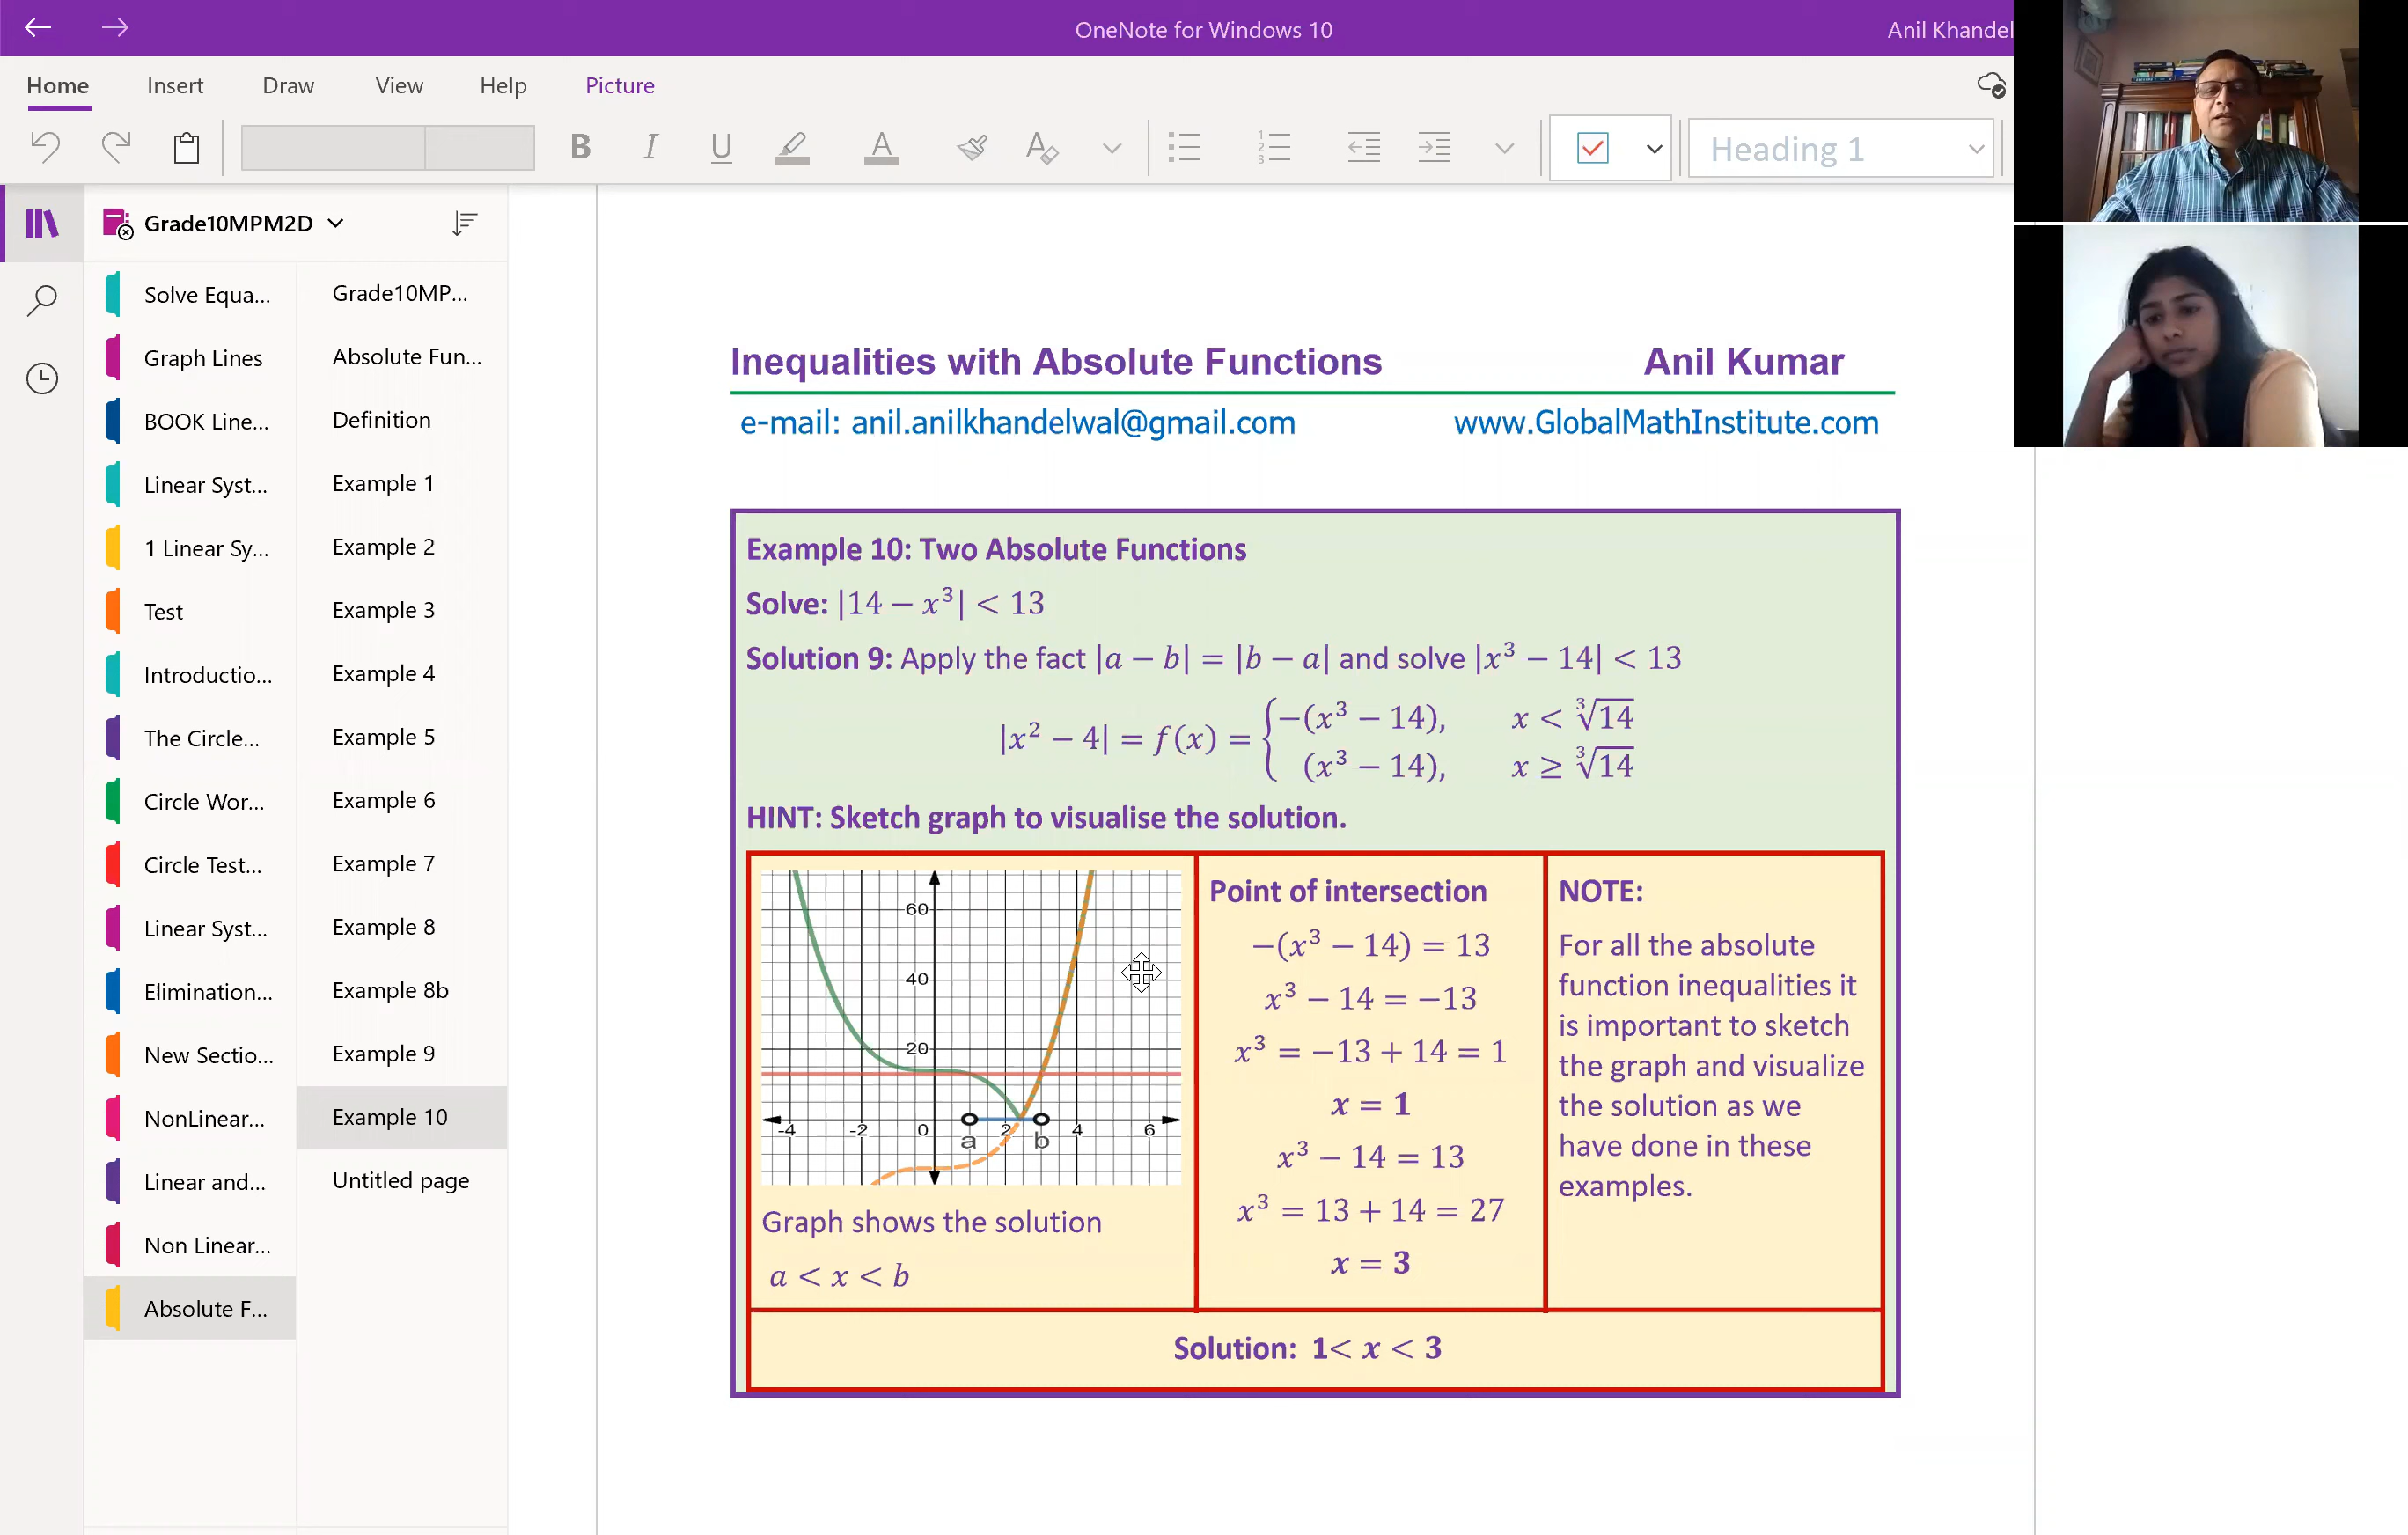 OneNote for Windows 10
Anil Khandel
Home Insert Draw View Help Picture
B I U A A Heading 1
Grade10MPM2D
Solve Equa...
Graph Lines
BOOK Line...
Linear Syst...
1 Linear Sy...
Test
Introductio...
The Circle...
Circle Wor...
Circle Test...
Linear Syst...
Elimination...
New Sectio...
NonLinear...
Linear and...
Non Linear...
Absolute F...
Grade10MP...
Absolute Fun...
Definition
Example 1
Example 2
Example 3
Example 4
Example 5
Example 6
Example 7
Example 8
Example 8b
Example 9
Example 10
Untitled page
Inequalities with Absolute Functions Anil Kumar
e-mail: anil.anilkhandelwal@gmail.com www.GlobalMathInstitute.com
Example 10: Two Absolute Functions
Solve: |14 − x³| < 13
Solution 9: Apply the fact |a − b| = |b − a| and solve |x³ − 14| < 13
|x² − 4| = f(x) = { −(x³ − 14), x < ∛14
(x³ − 14), x ≥ ∛14
HINT: Sketch graph to visualise the solution.
60
40
20
-4 -2 0 2 4 6
a b
Graph shows the solution
a < x < b
Point of intersection
−(x³ − 14) = 13
x³ − 14 = −13
x³ = −13 + 14 = 1
x = 1
x³ − 14 = 13
x³ = 13 + 14 = 27
x = 3
NOTE:
For all the absolute
function inequalities it
is important to sketch
the graph and visualize
the solution as we
have done in these
examples.
Solution: 1< x < 3